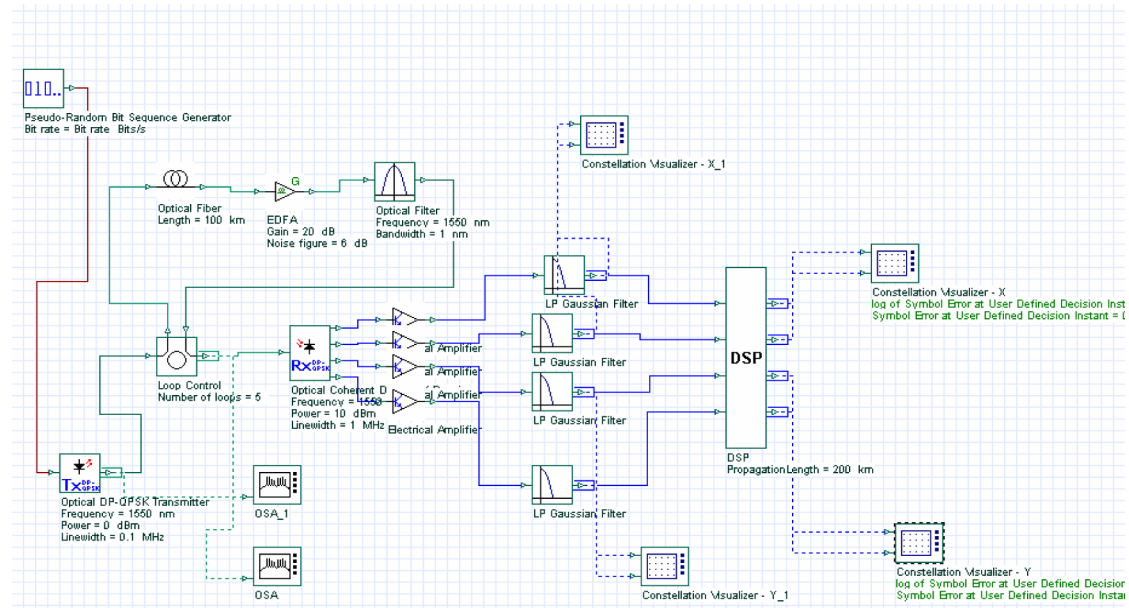 010..
Pseudo-Random Bit Sequence Generator
Bit rate = Bit rate Bits/s
Constellation Visualizer - X_1
Optical Fiber
Length = 100 km
G
EDFA
Gain = 20 dB
Noise figure = 6 dB
Optical Filter
Frequency = 1550 nm
Bandwidth = 1 nm
Constellation Visualizer - X
log of Symbol Error at User Defined Decision
Symbol Error at User Defined Decision Instant =
LP Gaussian Filter
LP Gaussian Filter
LP Gaussian Filter
LP Gaussian Filter
al Amplifier
al Amplifier
al Amplifier
Electrical Amplifier
Loop Control
Number of loops = 5
Rx DP-QPSK
Optical Coherent D
Frequency = 1550
Power = 10 dBm
Linewidth = 1 MHz
DSP
DSP
PropagationLength = 200 km
Tx DP-QPSK
Optical DP-QPSK Transmitter
Frequency = 1550 nm
Power = 0 dBm
Linewidth = 0.1 MHz
OSA_1
OSA
Constellation Visualizer - Y_1
Constellation Visualizer - Y
log of Symbol Error at User Defined Decision
Symbol Error at User Defined Decision